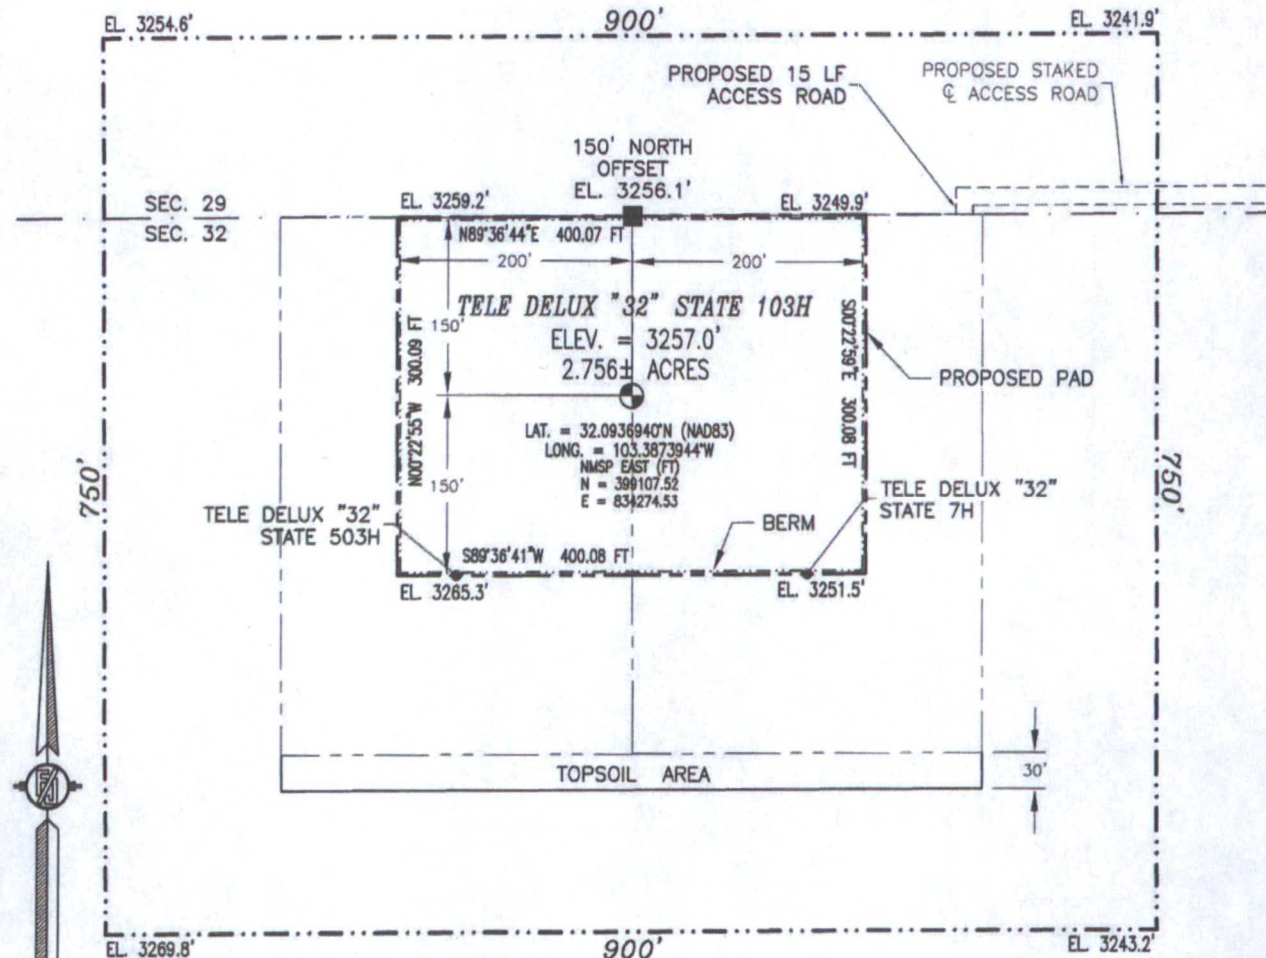 EL. 3254.6'
900'
EL. 3241.9'
PROPOSED 15 LF
ACCESS ROAD
PROPOSED STAKED
℄ ACCESS ROAD
150' NORTH
OFFSET
EL. 3256.1'
SEC. 29
SEC. 32
EL. 3259.2'
EL. 3249.9'
N89°36'44"E 400.07 FT
200'
200'
TELE DELUX "32" STATE 103H
ELEV. = 3257.0'
2.756± ACRES
150'
N00°22'55"W 300.09 FT
S00°22'59"E 300.08 FT
PROPOSED PAD
LAT. = 32.0936940°N (NAD83)
LONG. = 103.3873944°W
NMSP EAST (FT)
N = 399107.52
E = 834274.53
150'
750'
750'
TELE DELUX "32"
STATE 503H
TELE DELUX "32"
STATE 7H
BERM
S89°36'41"W 400.08 FT
EL. 3265.3'
EL. 3251.5'
TOPSOIL AREA
30'
EL. 3269.8'
900'
EL. 3243.2'